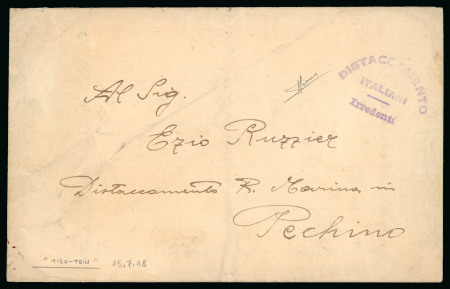 DISTACCAMENTO
ITALIANI
Irredenti
Al Sig.
Ezio Ruzzier
Distaccamento R. Marina in
Pechino
"TIEN-TSIN" 15.7.18